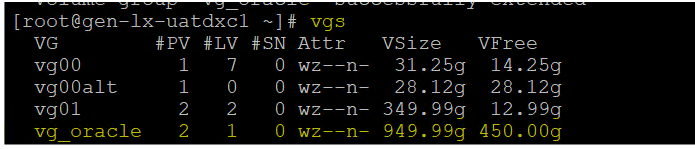 volume group "vg_oracle" successfully extended
[root@gen-lx-uatdxc1 ~]# vgs
VG #PV #LV #SN Attr VSize VFree
vg00 1 7 0 wz--n- 31.25g 14.25g
vg00alt 1 0 0 wz--n- 28.12g 28.12g
vg01 2 2 0 wz--n- 349.99g 12.99g
vg_oracle 2 1 0 wz--n- 949.99g 450.00g